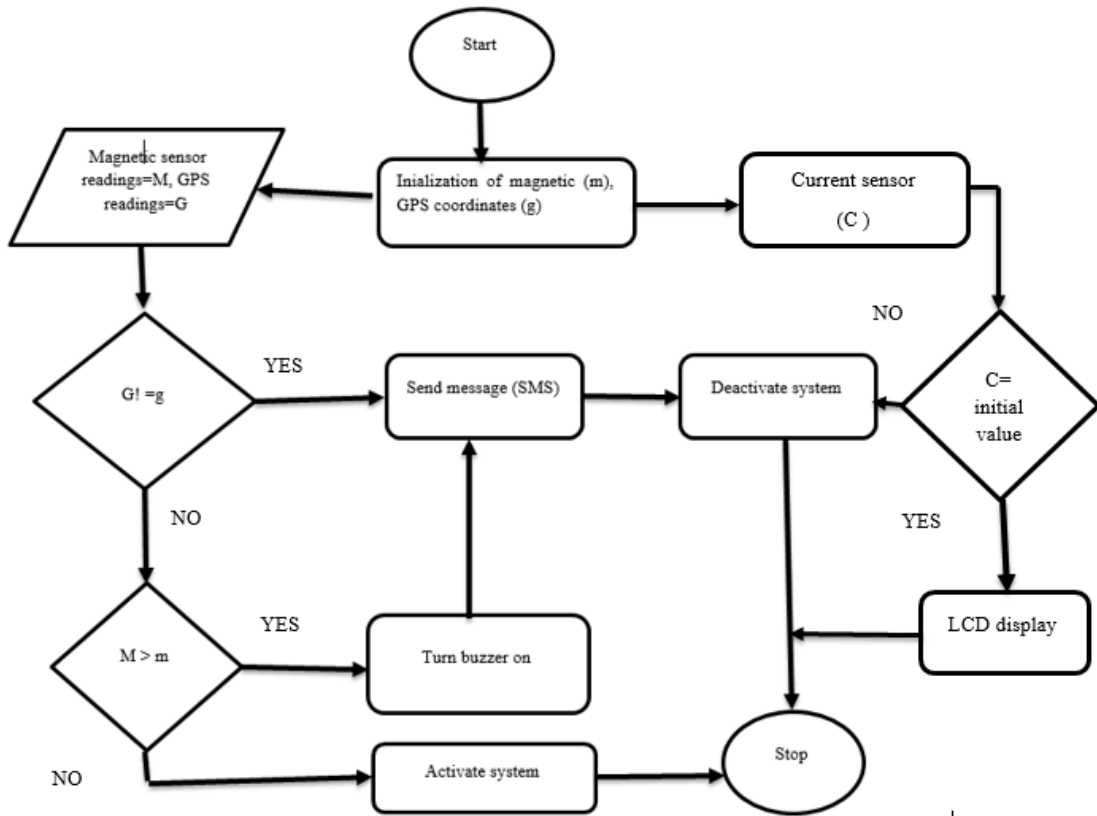 Start
Magnetic sensor
readings=M, GPS
readings=G
Inialization of magnetic (m),
GPS coordinates (g)
Current sensor
(C )
NO
G! =g
YES
Send message (SMS)
Deactivate system
C=
initial
value
NO
YES
M > m
YES
Turn buzzer on
LCD display
NO
Activate system
Stop